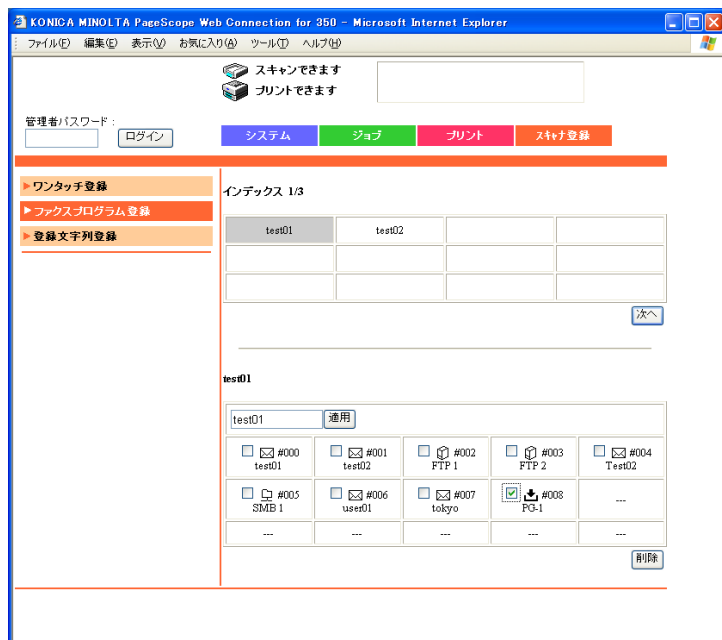 KONICA MINOLTA PageScope Web Connection for 350 - Microsoft Internet Explorer
ファイル(F) 編集(E) 表示(V) お気に入り(A) ツール(T) ヘルプ(H)
スキャンできます
プリントできます
管理者パスワード :
ログイン
システム ジョブ プリント スキャナ登録
ワンタッチ登録
ファクスプログラム登録
登録文字列登録
インデックス 1/3
test01 test02
次へ
test01
test01 適用
#000 #001 #002 #003 #004
test01 test02 FTP 1 FTP 2 Test02
#005 #006 #007 #008 ---
SMB 1 user01 tokyo PG-1
--- --- --- --- ---
削除